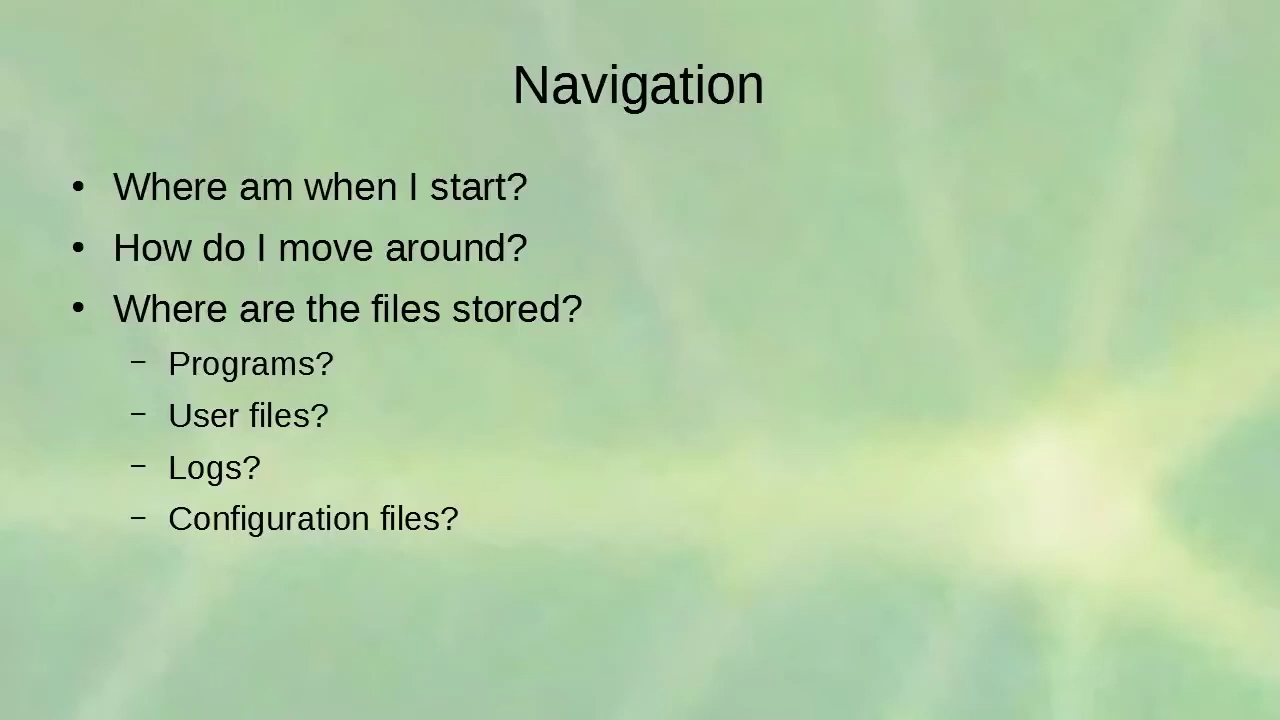 Navigation
• Where am when I start?
• How do I move around?
• Where are the files stored?
– Programs?
– User files?
– Logs?
– Configuration files?